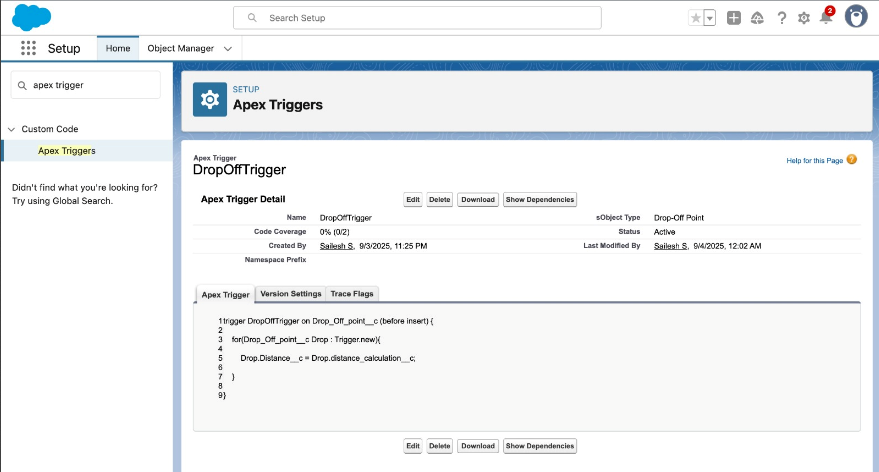 Search Setup
2
Setup
Home
Object Manager
apex trigger
Custom Code
Apex Triggers
Didn't find what you're looking for?
Try using Global Search.
SETUP
Apex Triggers
Apex Trigger
DropOffTrigger
Help for this Page
Apex Trigger Detail
Edit Delete Download Show Dependencies
Name DropOffTrigger sObject Type Drop-Off Point
Code Coverage 0% (0/2) Status Active
Created By Sailesh S, 9/3/2025, 11:25 PM Last Modified By Sailesh S, 9/4/2025, 12:02 AM
Namespace Prefix
Apex Trigger Version Settings Trace Flags
1 trigger DropOffTrigger on Drop_Off_point__c (before insert) {
2
3 for(Drop_Off_point__c Drop : Trigger.new){
4
5 Drop.Distance__c = Drop.distance_calculation__c;
6
7 }
8
9 }
Edit Delete Download Show Dependencies